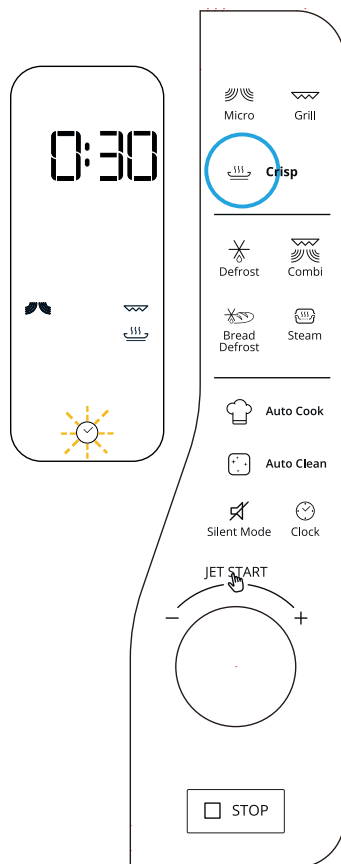 0:30
Micro Grill
Crisp
Defrost Combi
Bread Steam
Defrost
Auto Cook
Auto Clean
Silent Mode Clock
JET START
− +
STOP